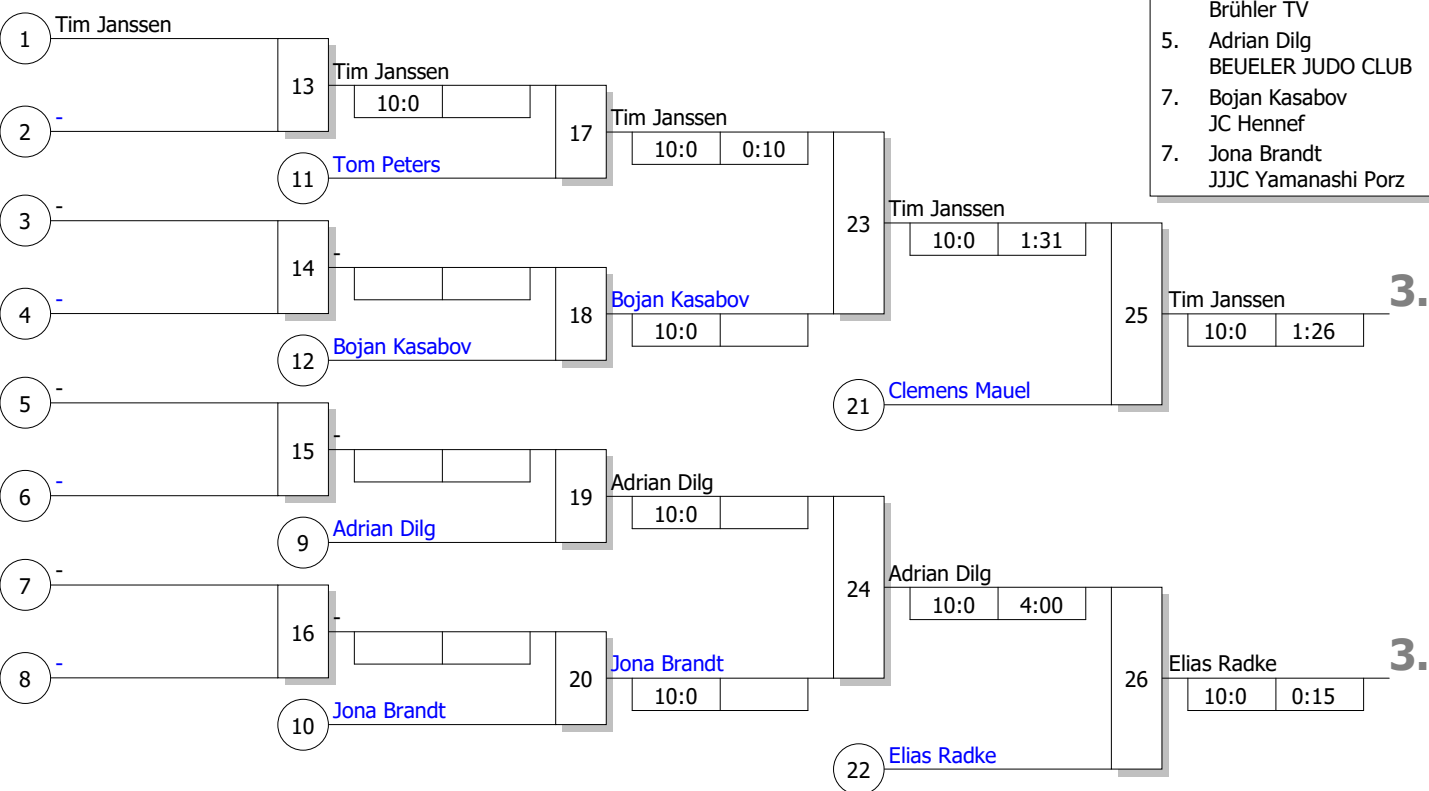 Brühler TV
5. Adrian Dilg
BEUELER JUDO CLUB
7. Bojan Kasabov
JC Hennef
7. Jona Brandt
JJJC Yamanashi Porz
1 Tim Janssen
2 -
13 Tim Janssen
10:0
11 Tom Peters
17 Tim Janssen
10:0 0:10
3 -
4 -
14 -
12 Bojan Kasabov
18 Bojan Kasabov
10:0
23 Tim Janssen
10:0 1:31
21 Clemens Mauel
25 Tim Janssen 3.
10:0 1:26
5 -
6 -
15 -
9 Adrian Dilg
19 Adrian Dilg
10:0
7 -
8 -
16 -
10 Jona Brandt
20 Jona Brandt
10:0
24 Adrian Dilg
10:0 4:00
22 Elias Radke
26 Elias Radke 3.
10:0 0:15